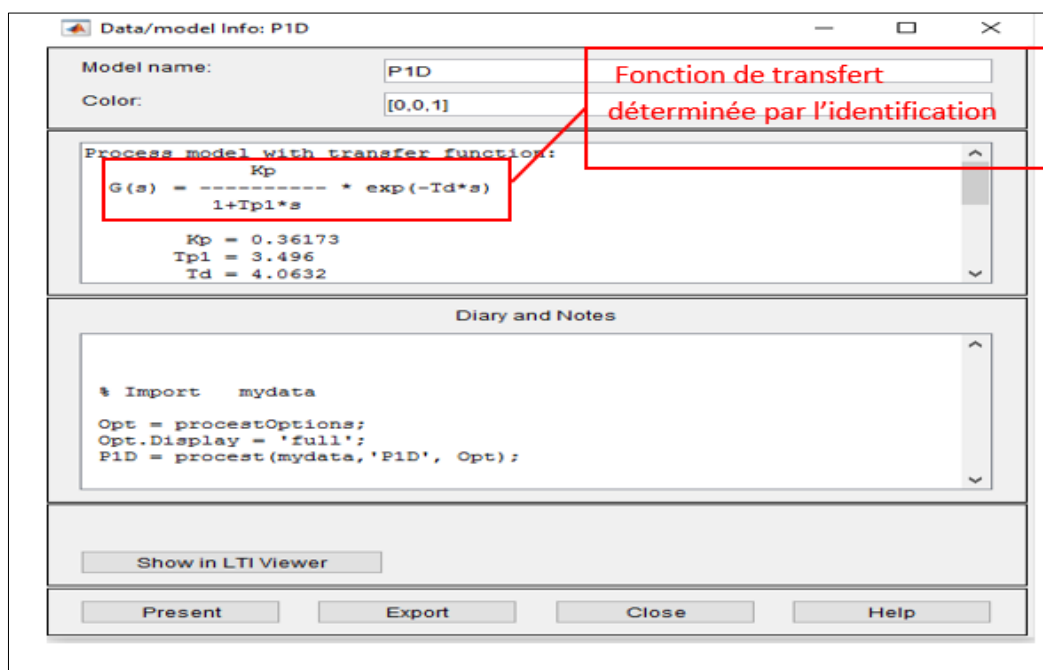 Data/model Info: P1D
Model name:
P1D
Color:
[0,0,1]
Fonction de transfert
déterminée par l'identification
Process model with transfer function:
Kp
G(s) = ---------- * exp(-Td*s)
1+Tp1*s
Kp = 0.36173
Tp1 = 3.496
Td = 4.0632
Diary and Notes
% Import   mydata
Opt = procestOptions;
Opt.Display = 'full';
P1D = procest(mydata,'P1D', Opt);
Show in LTI Viewer
Present
Export
Close
Help